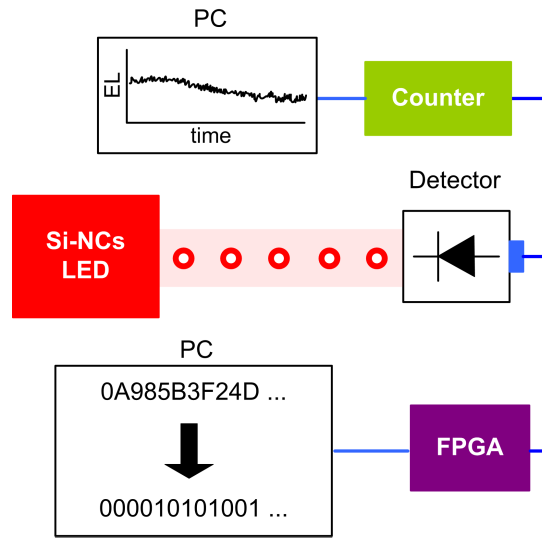 PC
EL
time
Counter
Detector
Si-NCs
LED
PC
0A985B3F24D ...
000010101001 ...
FPGA